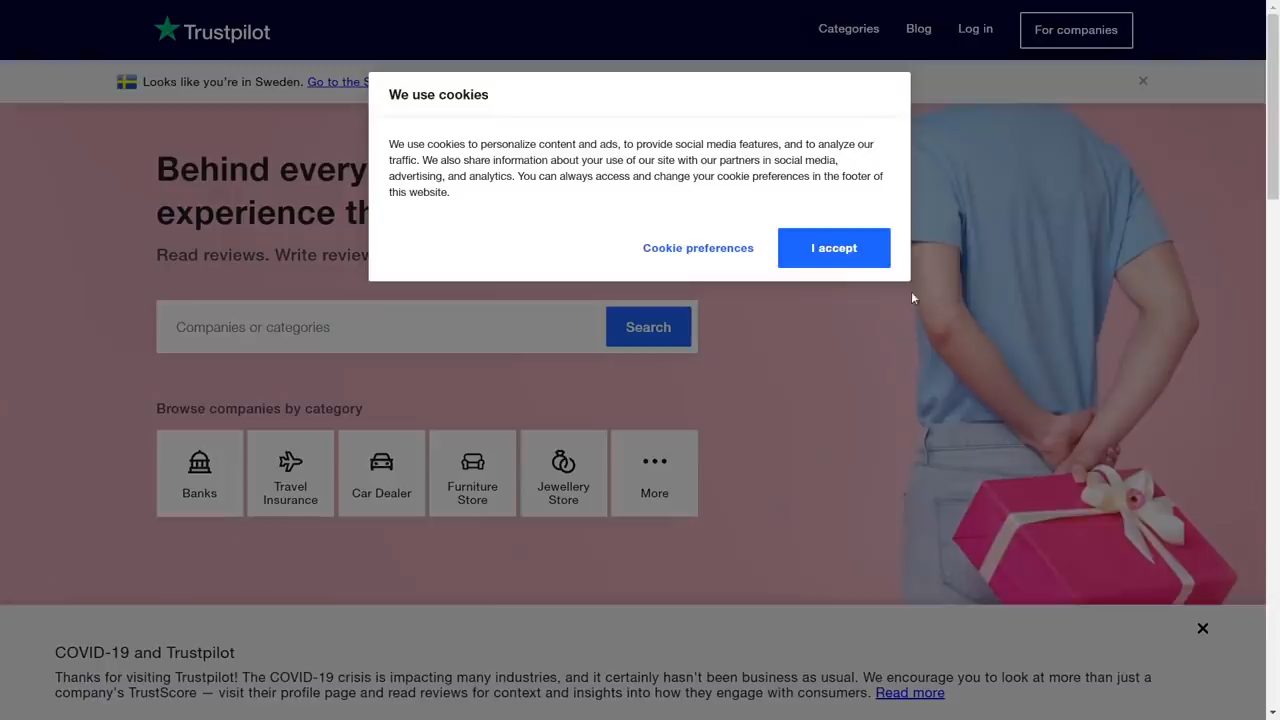 Trustpilot
Categories
Blog
Log in
For companies
Looks like you're in Sweden. Go to the
We use cookies
We use cookies to personalize content and ads, to provide social media features, and to analyze our
traffic. We also share information about your use of our site with our partners in social media,
advertising, and analytics. You can always access and change your cookie preferences in the footer of
this website.
Cookie preferences
I accept
Behind every
experience
Read reviews. Write
Companies or categories
Search
Browse companies by category
Banks
Travel
Insurance
Car Dealer
Furniture
Store
Jewellery
Store
More
COVID-19 and Trustpilot
Thanks for visiting Trustpilot! The COVID-19 crisis is impacting many industries, and it certainly hasn't been business as usual. We encourage you to look at more than just a
company's TrustScore — visit their profile page and read reviews for context and insights into how they engage with consumers. Read more